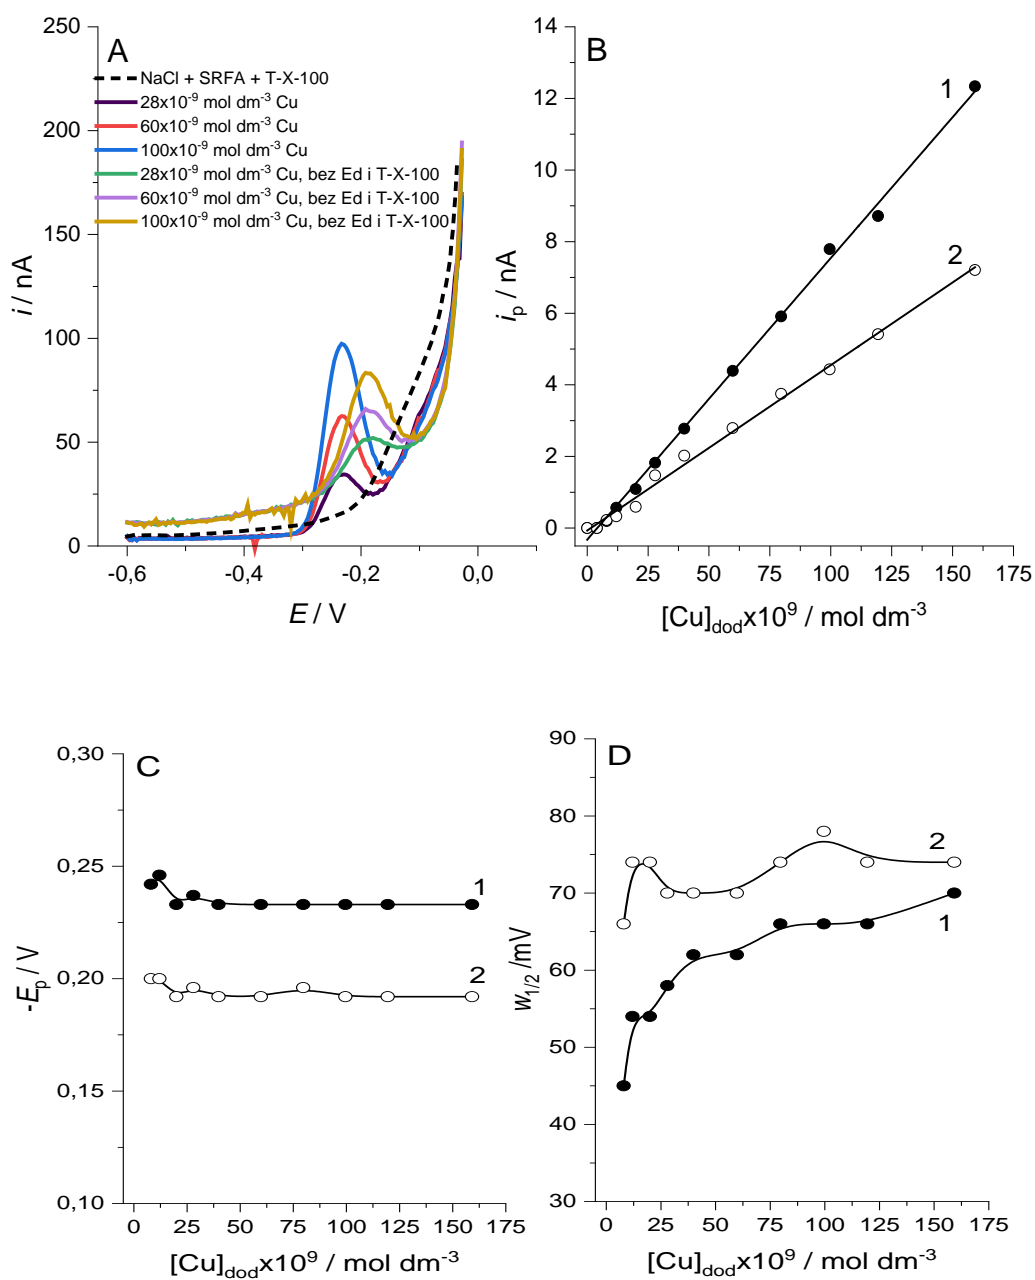 A
NaCl + SRFA + T-X-100
28x10⁻⁹ mol dm⁻³ Cu
60x10⁻⁹ mol dm⁻³ Cu
100x10⁻⁹ mol dm⁻³ Cu
28x10⁻⁹ mol dm⁻³ Cu, bez Ed i T-X-100
60x10⁻⁹ mol dm⁻³ Cu, bez Ed i T-X-100
100x10⁻⁹ mol dm⁻³ Cu, bez Ed i T-X-100
250
200
150
100
50
0
i / nA
-0,6 -0,4 -0,2 0,0
E / V
B
1
2
14
12
10
8
6
4
2
0
iₚ / nA
0 25 50 75 100 125 150 175
[Cu]dodx10⁹ / mol dm⁻³
C
1
2
0,30
0,25
0,20
0,15
0,10
-Eₚ / V
0 25 50 75 100 125 150 175
[Cu]dodx10⁹ / mol dm⁻³
D
2
1
90
80
70
60
50
40
30
w1/2 /mV
0 25 50 75 100 125 150 175
[Cu]dodx10⁹ / mol dm⁻³